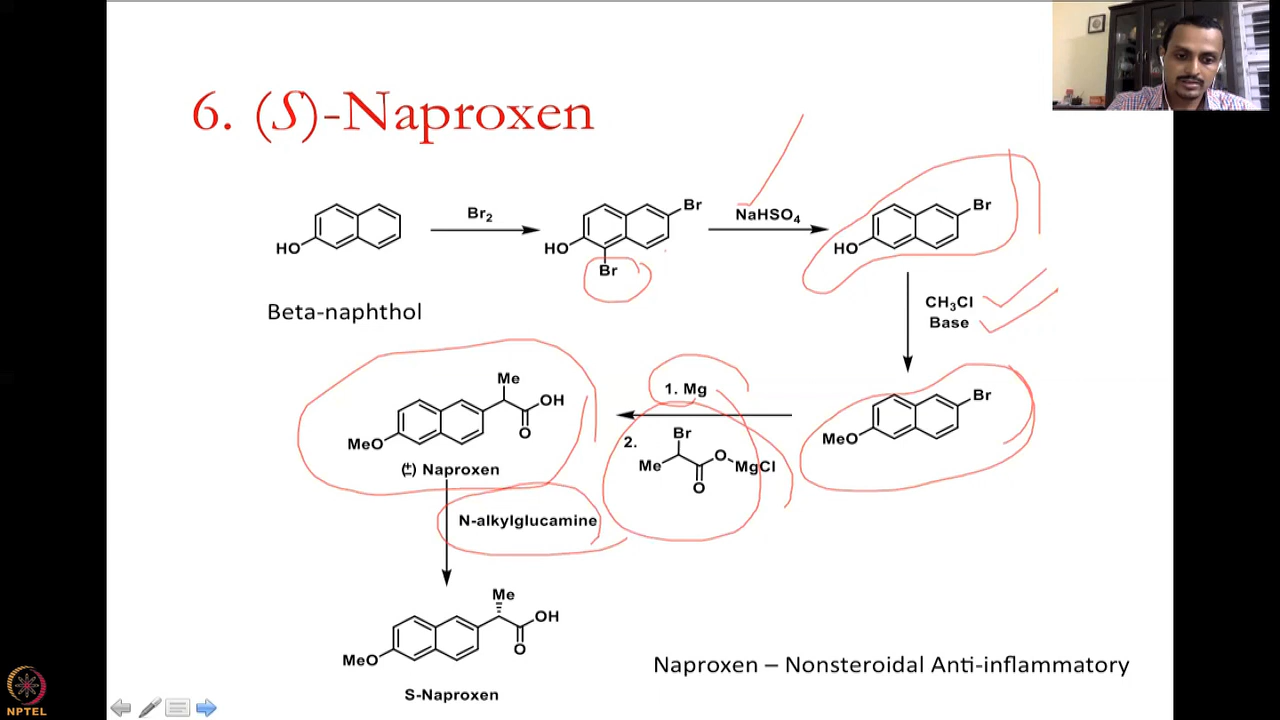 6. (S)-Naproxen
HO
Br₂
HO
Br
Br
NaHSO₄
HO
Br
Beta-naphthol
CH₃Cl
Base
Me
OH
O
MeO
(±) Naproxen
1. Mg
2.
Br
Me
O
MgCl
O
MeO
Br
N-alkylglucamine
Me
OH
O
MeO
S-Naproxen
Naproxen – Nonsteroidal Anti-inflammatory
NPTEL